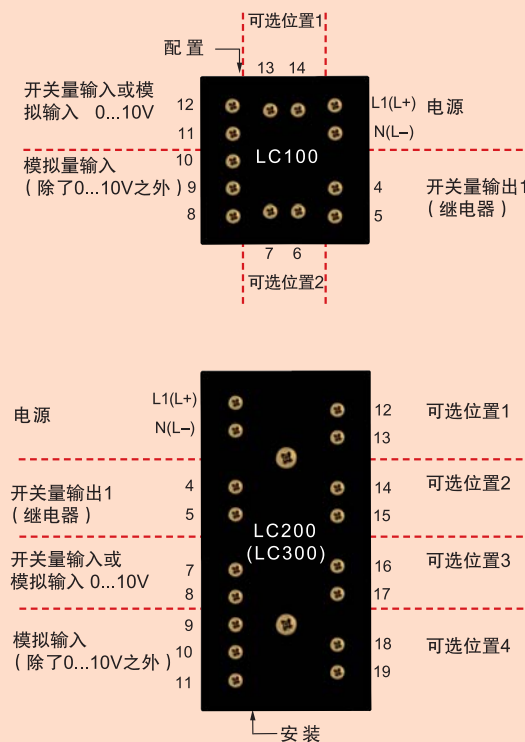 可选位置1
配置
13 14
开关量输入或模
拟输入 0...10V
12
11
L1(L+) 电源
N(L−)
模拟量输入
(除了0...10V之外)
10
9
8
LC100
4
5
开关量输出1
(继电器)
7 6
可选位置2
电源
L1(L+)
N(L−)
12
13
可选位置1
开关量输出1
(继电器)
4
5
14
15
可选位置2
LC200
(LC300)
开关量输入或
模拟输入 0...10V
7
8
16
17
可选位置3
模拟输入
(除了0...10V之外)
9
10
11
18
19
可选位置4
安装